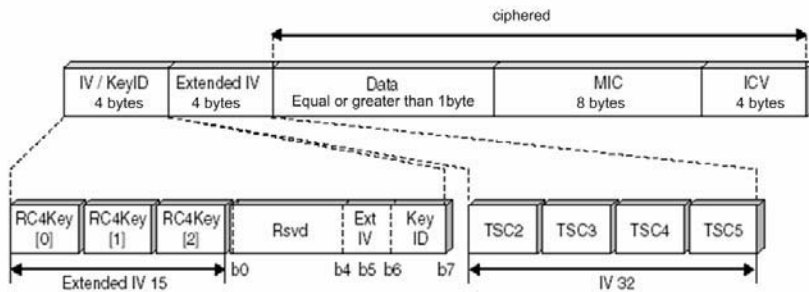 ciphered
IV / KeyID
4 bytes
Extended IV
4 bytes
Data
Equal or greater than 1byte
MIC
8 bytes
ICV
4 bytes
RC4Key
[0]
RC4Key
[1]
RC4Key
[2]
Rsvd
Ext
IV
Key
ID
TSC2
TSC3
TSC4
TSC5
b0
b4
b5
b6
b7
Extended IV 15
IV 32